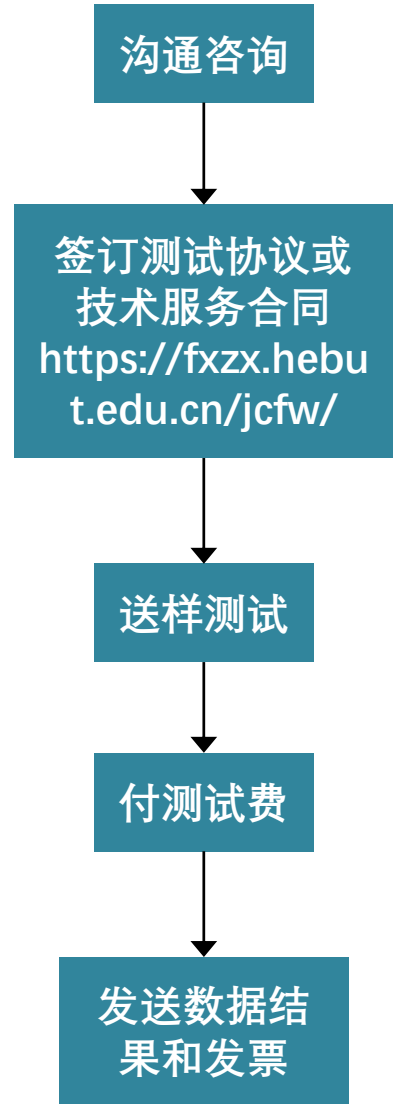 沟通咨询
签订测试协议或
技术服务合同
https://fxzx.hebu
t.edu.cn/jcfw/
送样测试
付测试费
发送数据结
果和发票